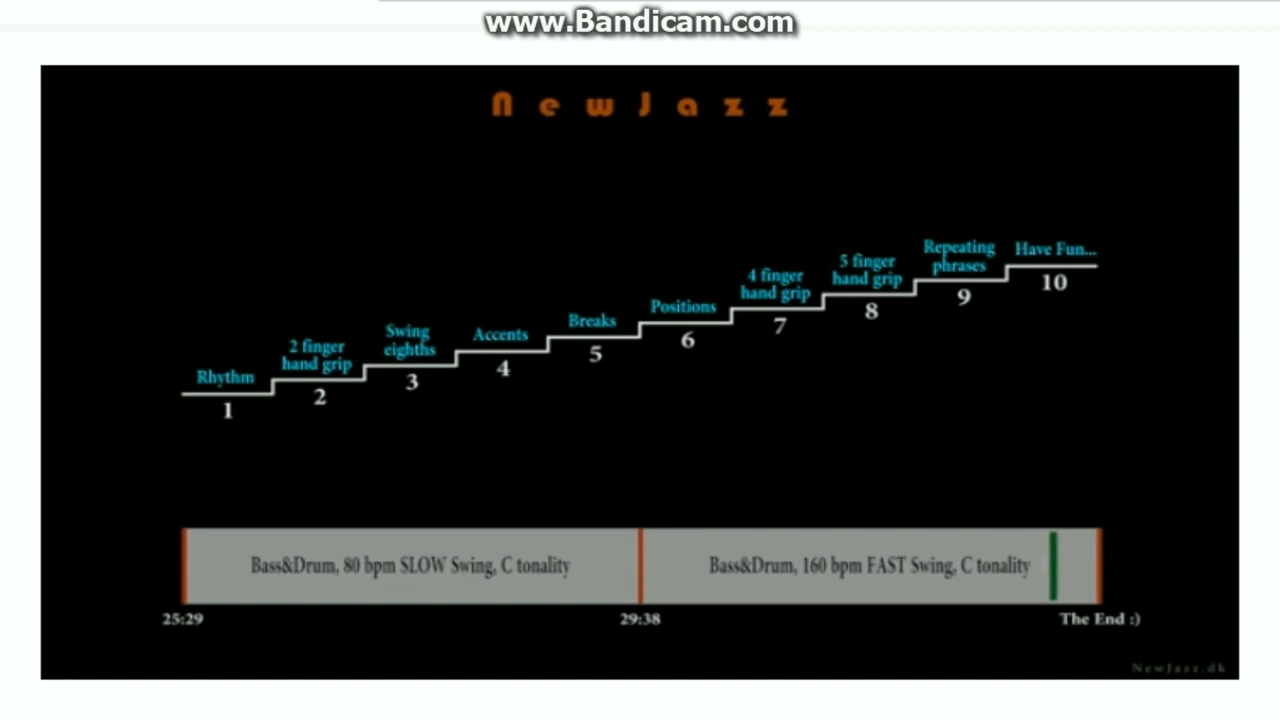 www.Bandicam.com
NewJazz
Rhythm
1
2 finger
hand grip
2
Swing
eighths
3
Accents
4
Breaks
5
Positions
6
4 finger
hand grip
7
5 finger
hand grip
8
Repeating
phrases
9
Have Fun...
10
Bass&Drum, 80 bpm SLOW Swing, C tonality
Bass&Drum, 160 bpm FAST Swing, C tonality
25:29
29:38
The End :)
NewJazz.dk